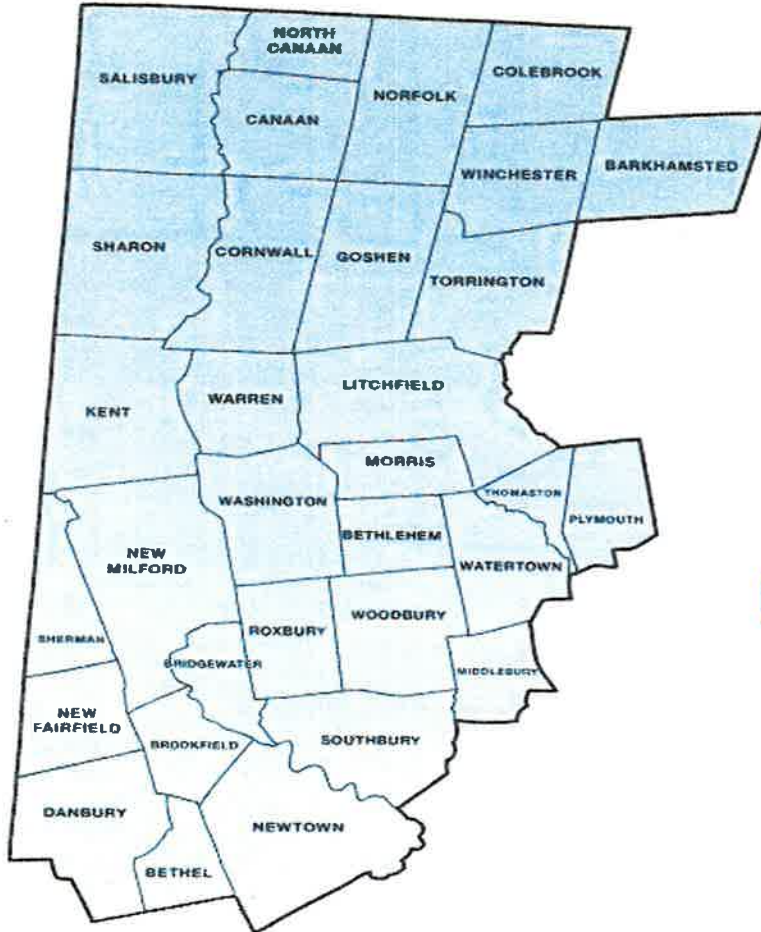 NORTH
CANAAN
SALISBURY
COLEBROOK
NORFOLK
CANAAN
BARKHAMSTED
WINCHESTER
SHARON
CORNWALL
GOSHEN
TORRINGTON
LITCHFIELD
WARREN
KENT
MORRIS
WASHINGTON
THOMASTON
PLYMOUTH
BETHLEHEM
NEW
MILFORD
WATERTOWN
WOODBURY
ROXBURY
SHERMAN
BRIDGEWATER
MIDDLEBURY
NEW
FAIRFIELD
SOUTHBURY
BROOKFIELD
DANBURY
NEWTOWN
BETHEL